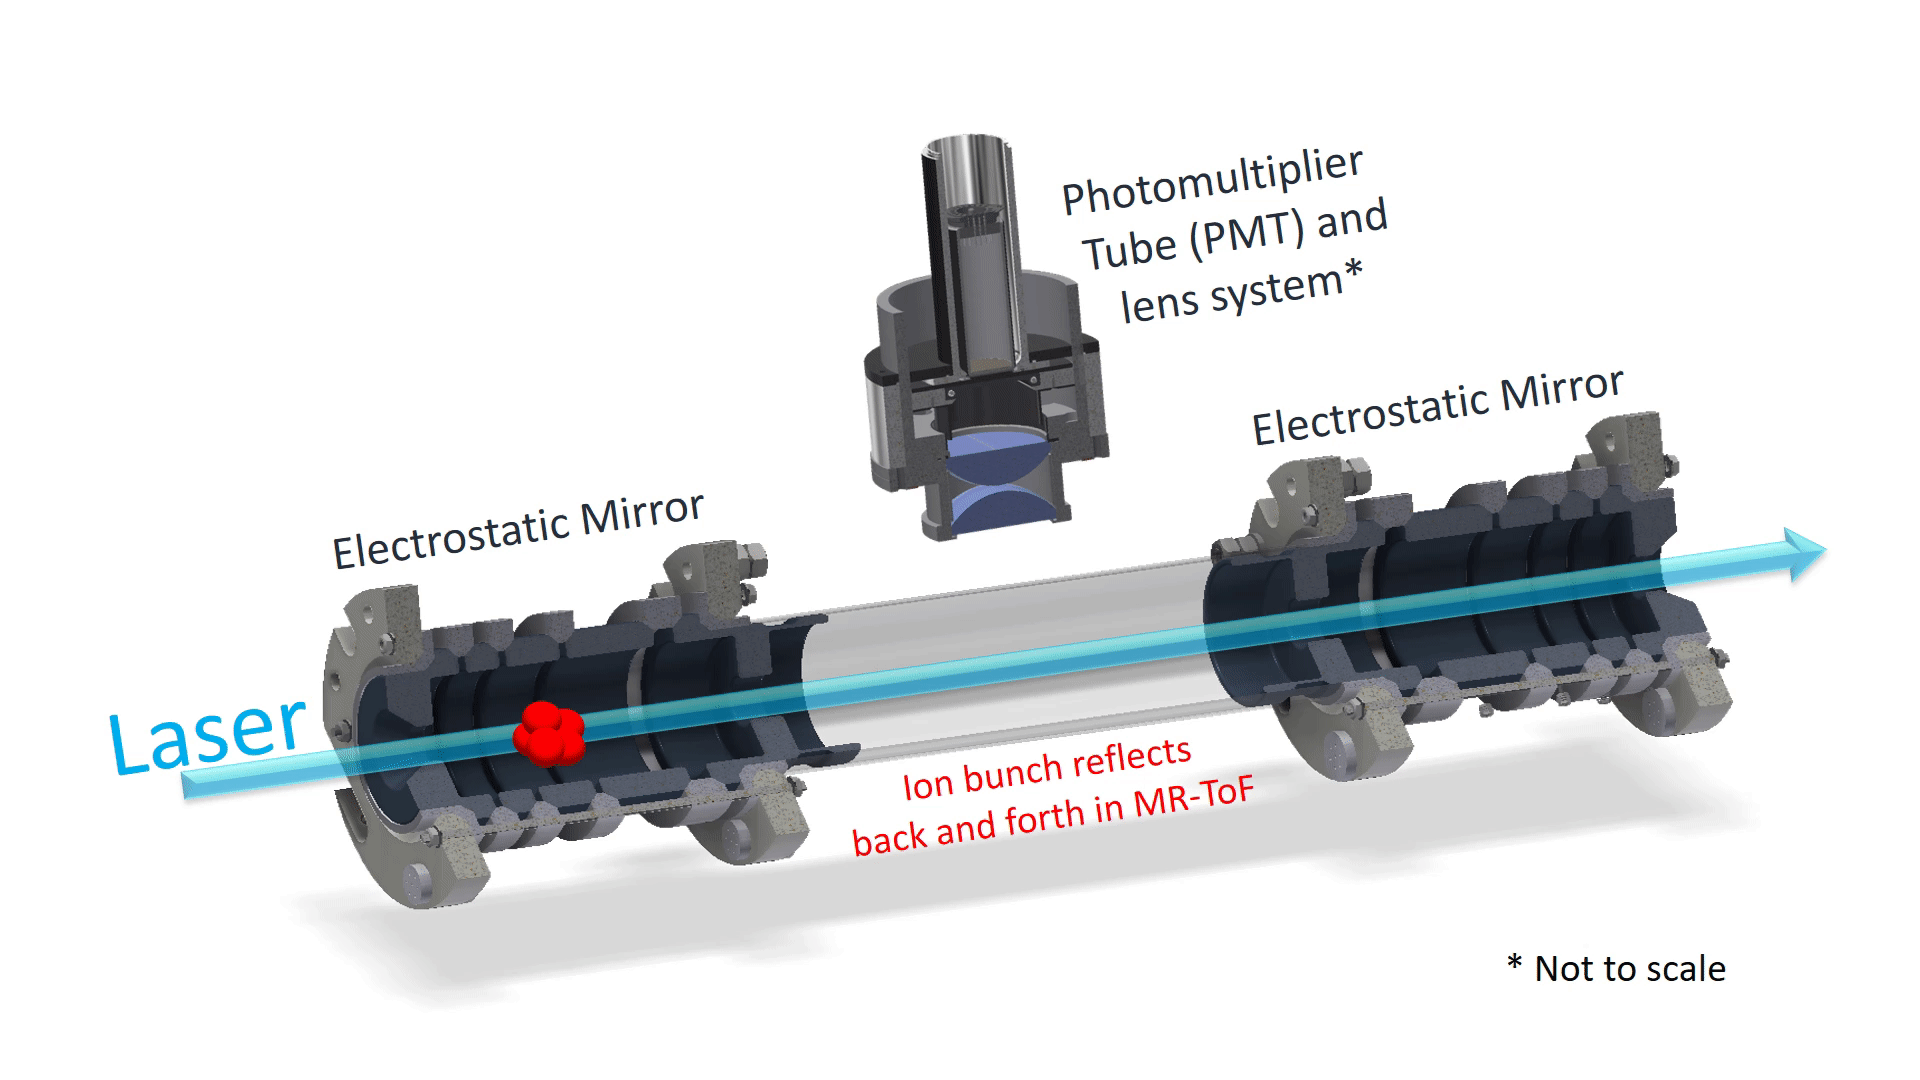 Photomultiplier
Tube (PMT) and
lens system*
Electrostatic Mirror
Electrostatic Mirror
Laser
Ion bunch reflects
back and forth in MR-ToF
* Not to scale